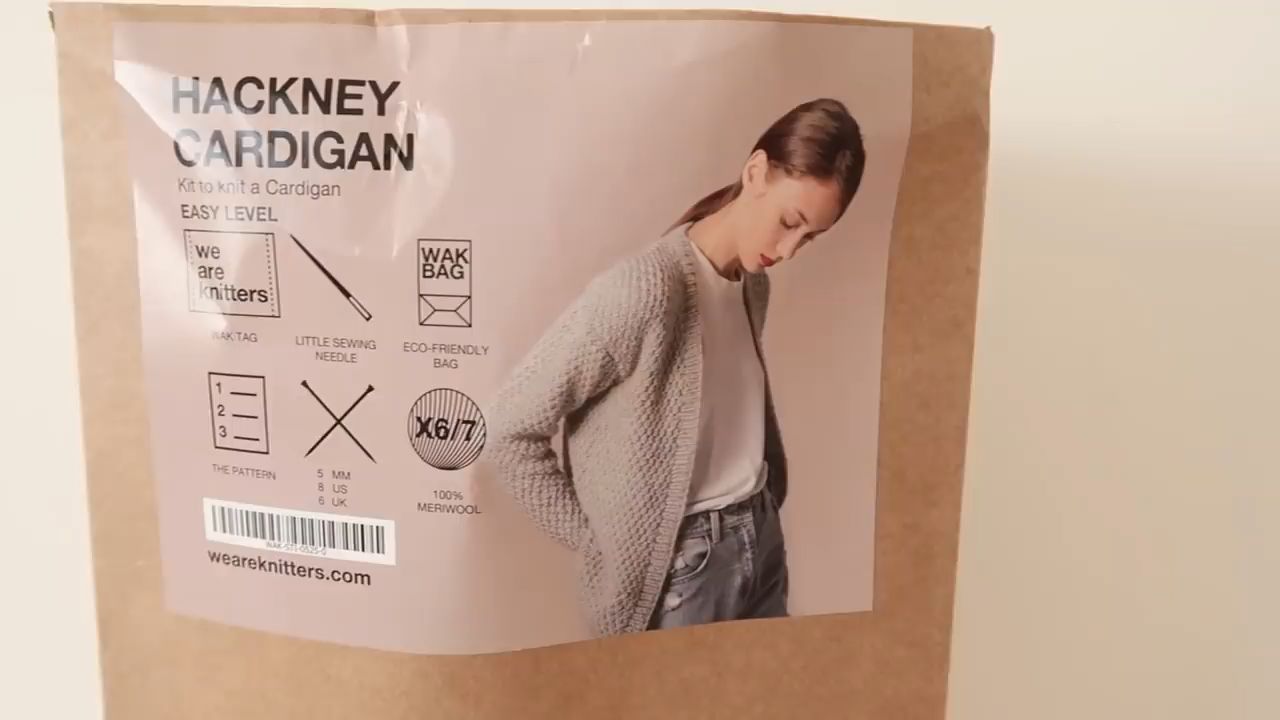 HACKNEY
CARDIGAN
Kit to knit a Cardigan
EASY LEVEL
we
are
knitters
WAK TAG
LITTLE SEWING
NEEDLE
WAK
BAG
ECO-FRIENDLY
BAG
1
2
3
THE PATTERN
5 MM
8 US
6 UK
X6/7
100%
MERIWOOL
weareknitters.com